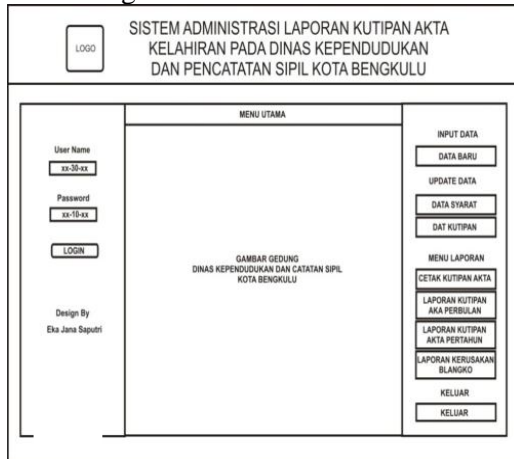 LOGO
SISTEM ADMINISTRASI LAPORAN KUTIPAN AKTA
KELAHIRAN PADA DINAS KEPENDUDUKAN
DAN PENCATATAN SIPIL KOTA BENGKULU
User Name
xx-30-xx
Password
xx-10-xx
LOGIN
Design By
Eka Jana Saputri
MENU UTAMA
GAMBAR GEDUNG
DINAS KEPENDUDUKAN DAN CATATAN SIPIL
KOTA BENGKULU
INPUT DATA
DATA BARU
UPDATE DATA
DATA SYARAT
DAT KUTIPAN
MENU LAPORAN
CETAK KUTIPAN AKTA
LAPORAN KUTIPAN
AKA PERBULAN
LAPORAN KUTIPAN
AKTA PERTAHUN
LAPORAN KERUSAKAN
BLANGKO
KELUAR
KELUAR